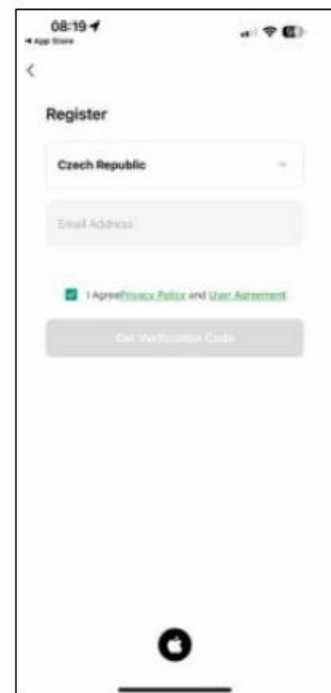 08:19
App Store
Register
Czech Republic
Email Address
I AgreePrivacy Policy and User Agreement
Get Verification Code